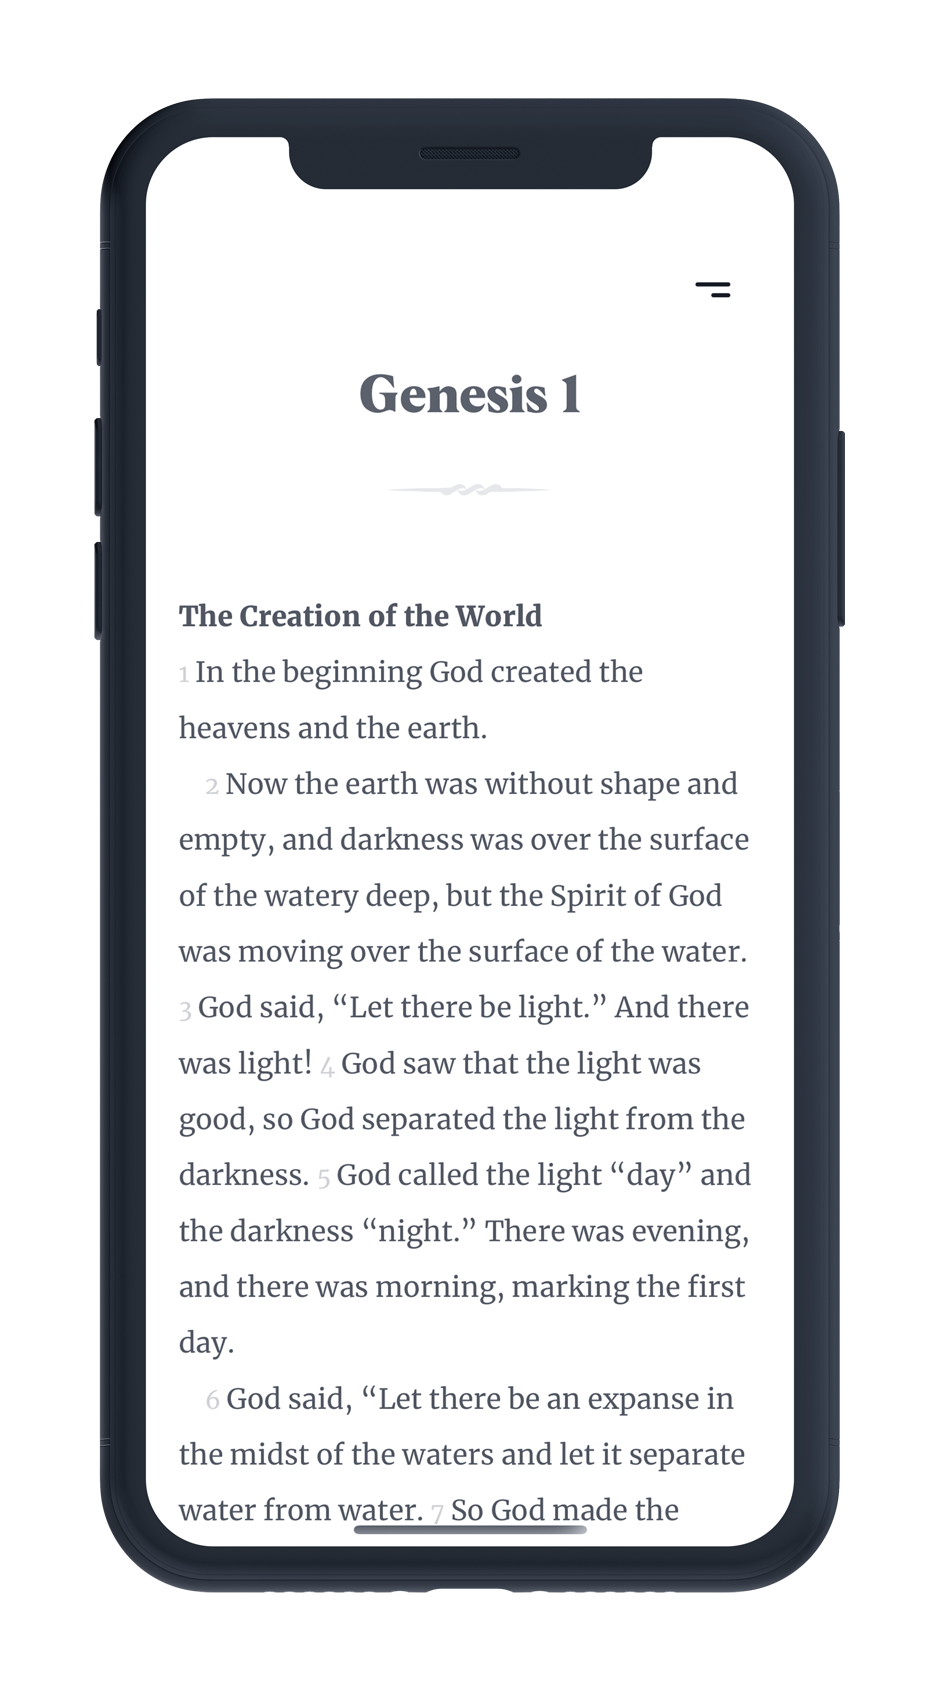 Genesis 1
The Creation of the World
1 In the beginning God created the
heavens and the earth.
2 Now the earth was without shape and
empty, and darkness was over the surface
of the watery deep, but the Spirit of God
was moving over the surface of the water.
3 God said, “Let there be light.” And there
was light! 4 God saw that the light was
good, so God separated the light from the
darkness. 5 God called the light “day” and
the darkness “night.” There was evening,
and there was morning, marking the first
day.
6 God said, “Let there be an expanse in
the midst of the waters and let it separate
water from water. 7 So God made the